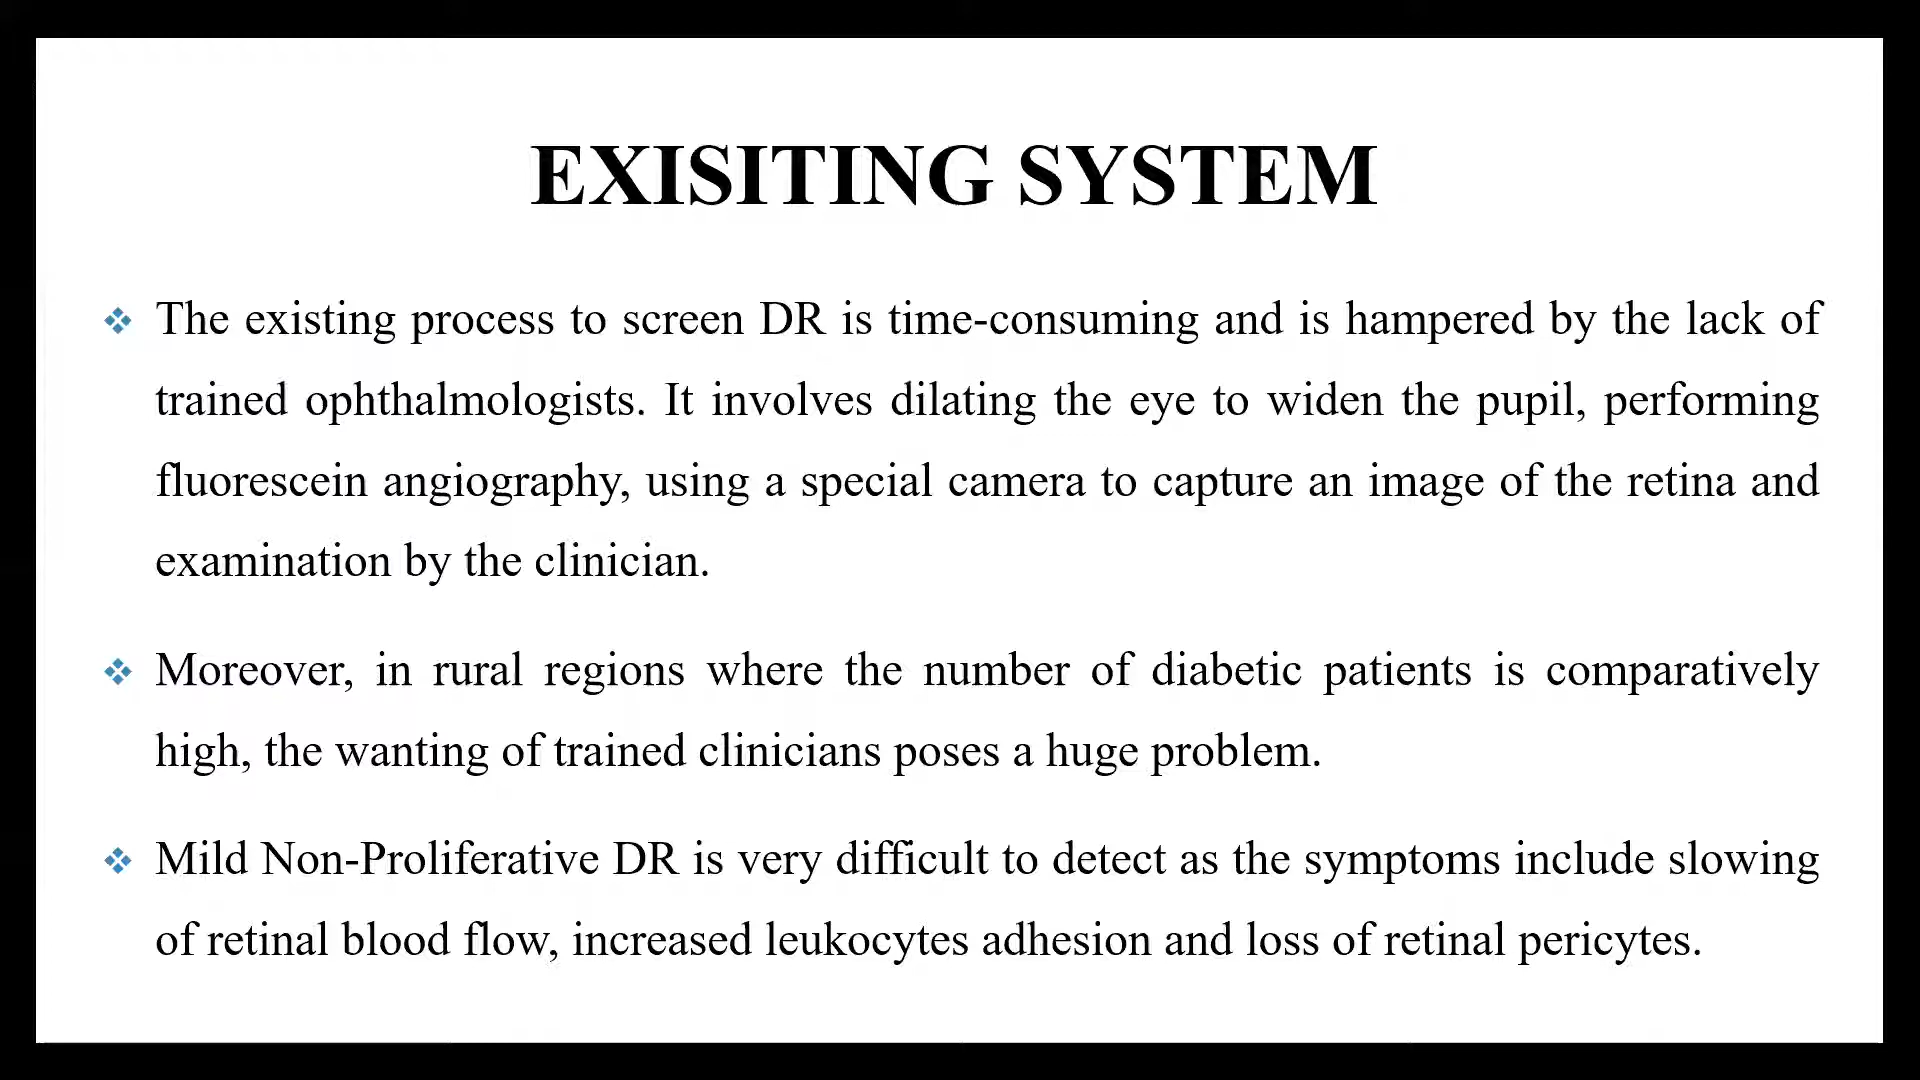 EXISITING SYSTEM
❖ The existing process to screen DR is time-consuming and is hampered by the lack of
trained ophthalmologists. It involves dilating the eye to widen the pupil, performing
fluorescein angiography, using a special camera to capture an image of the retina and
examination by the clinician.
❖ Moreover, in rural regions where the number of diabetic patients is comparatively
high, the wanting of trained clinicians poses a huge problem.
❖ Mild Non-Proliferative DR is very difficult to detect as the symptoms include slowing
of retinal blood flow, increased leukocytes adhesion and loss of retinal pericytes.